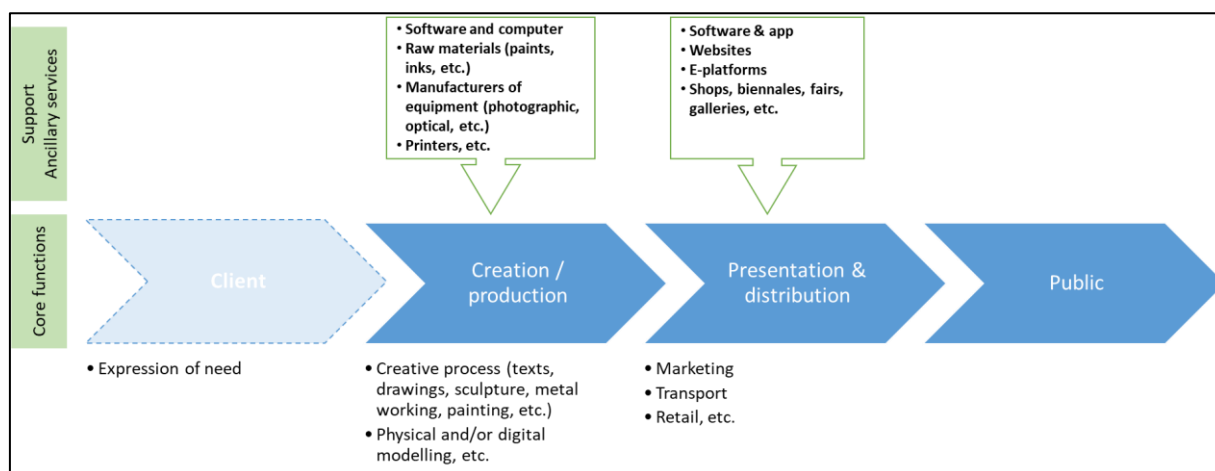 Support
Ancillary services
• Software and computer
• Raw materials (paints,
inks, etc.)
• Manufacturers of
equipment (photographic,
optical, etc.)
• Printers, etc.
• Software & app
• Websites
• E-platforms
• Shops, biennales, fairs,
galleries, etc.
Core functions
Client
Creation /
production
Presentation &
distribution
Public
• Expression of need
• Creative process (texts,
drawings, sculpture, metal
working, painting, etc.)
• Physical and/or digital
modelling, etc.
• Marketing
• Transport
• Retail, etc.